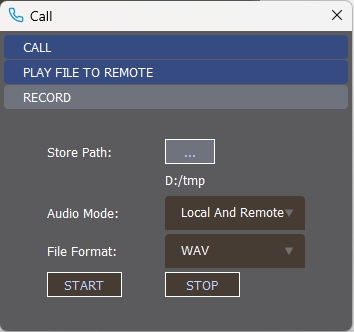 Call
CALL
PLAY FILE TO REMOTE
RECORD
Store Path:
...
D:/tmp
Audio Mode:
Local And Remote
File Format:
WAV
START
STOP